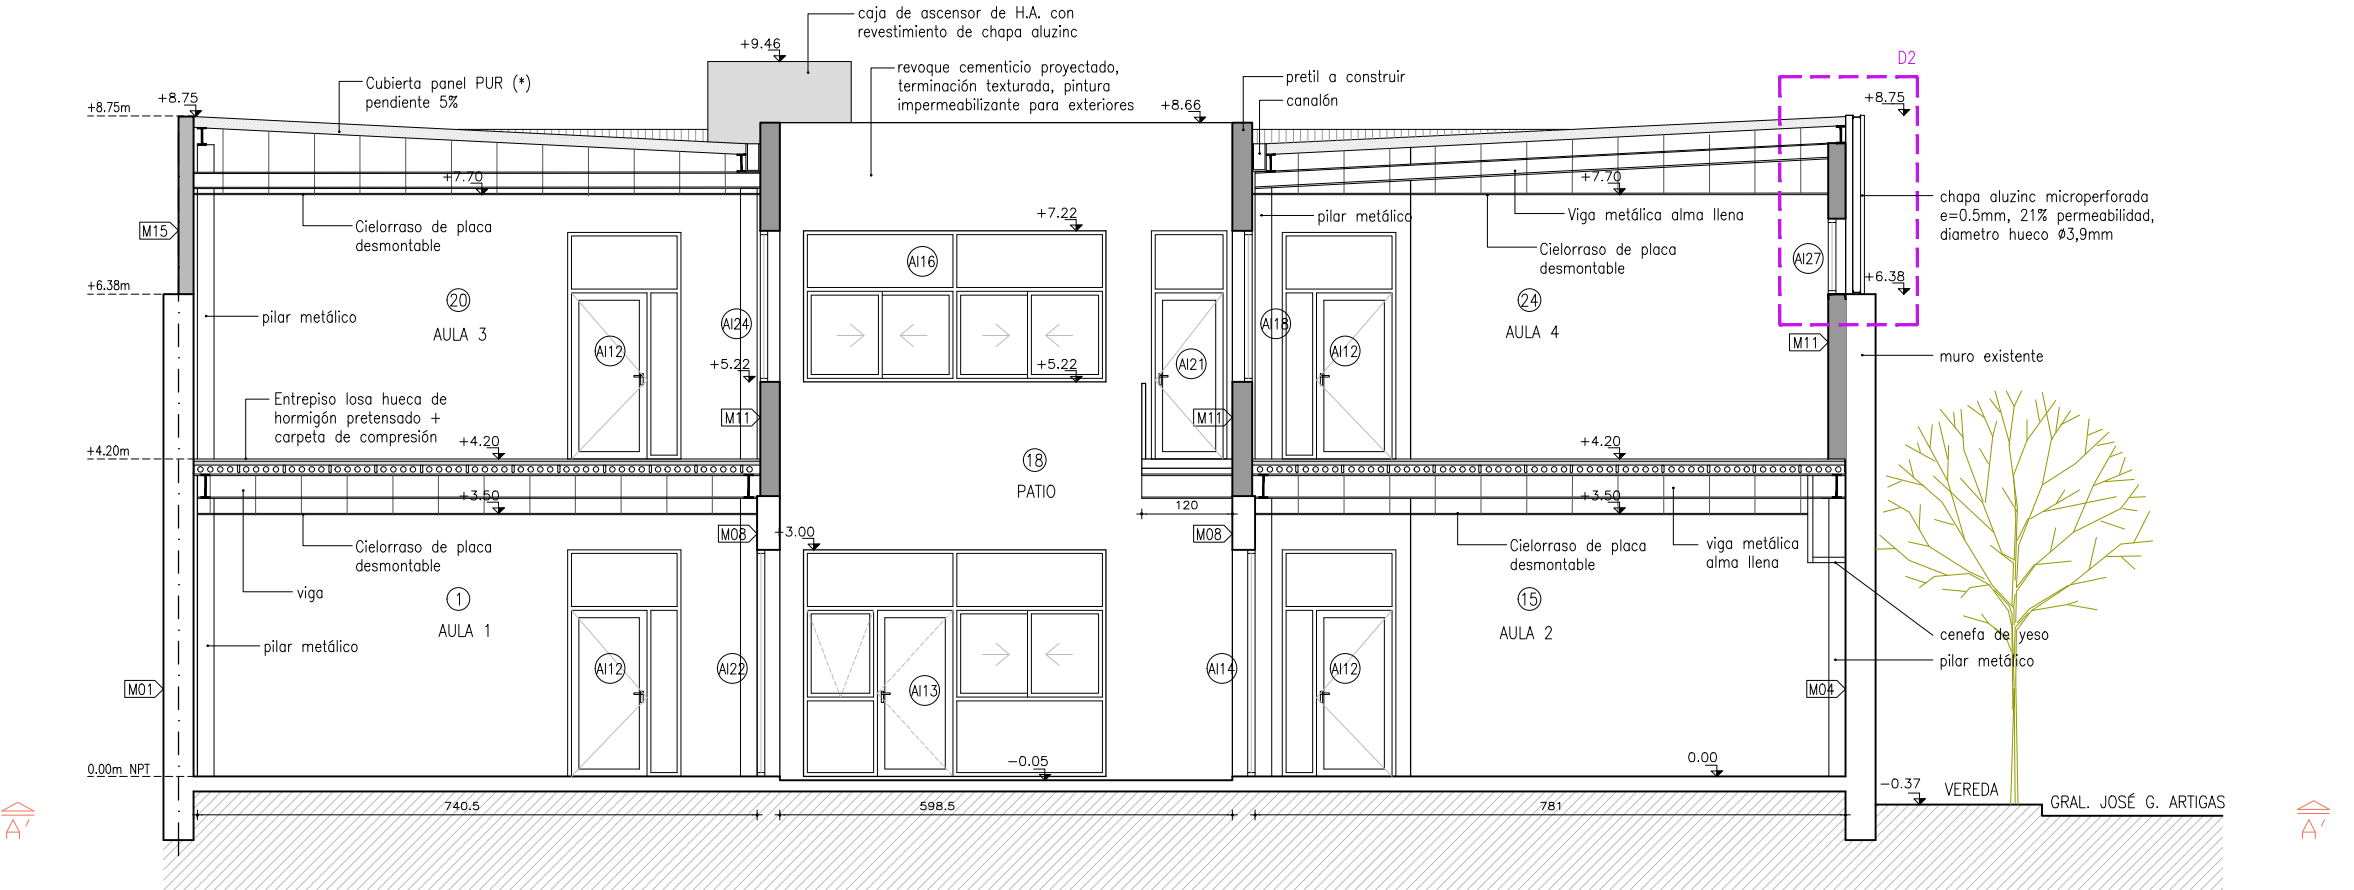 caja de ascensor de H.A. con
revestimiento de chapa aluzinc
+9.46
D2
revoque cementicio proyectado,
terminación texturada, pintura
impermeabilizante para exteriores
pretil a construir
canalón
Cubierta panel PUR (*)
pendiente 5%
+8.75m
+8.75
+8.66
+8.75
+7.70
+7.70
chapa aluzinc microperforada
e=0.5mm, 21% permeabilidad,
diametro hueco Ø3,9mm
Cielorraso de placa
desmontable
M15
+7.22
pilar metálico
Viga metálica alma llena
Cielorraso de placa
desmontable
AI16
AI27
+6.38m
+6.38
20
AULA 3
24
AULA 4
pilar metálico
AI24
AI18
AI12
AI21
AI12
M11
muro existente
+5.22
+5.22
Entrepiso losa hueca de
hormigón pretensado +
carpeta de compresión
M11
M11
+4.20m
+4.20
+4.20
18
PATIO
+3.50
+3.50
120
M08
+3.00
M08
Cielorraso de placa
desmontable
Cielorraso de placa
desmontable
viga metálica
alma llena
viga
1
AULA 1
15
AULA 2
cenefa de yeso
pilar metálico
pilar metálico
AI12
AI22
AI13
AI14
AI12
M01
M04
0.00m NPT
-0.05
0.00
-0.37
VEREDA
GRAL. JOSÉ G. ARTIGAS
740.5
598.5
781
A'
A'